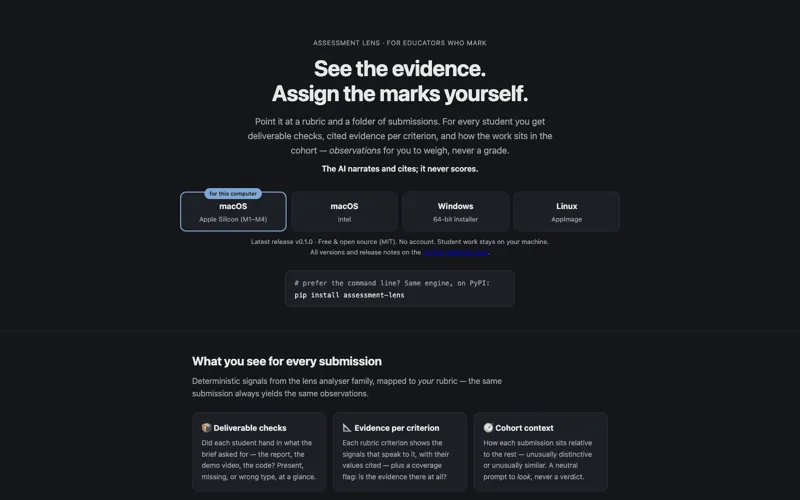 ASSESSMENT LENS · FOR EDUCATORS WHO MARK
See the evidence.
Assign the marks yourself.
Point it at a rubric and a folder of submissions. For every student you get
deliverable checks, cited evidence per criterion, and how the work sits in the
cohort — observations for you to weigh, never a grade.
The AI narrates and cites; it never scores.
for this computer
macOS
Apple Silicon (M1–M4)
macOS
Intel
Windows
64-bit installer
Linux
AppImage
Latest release v0.1.0 · Free & open source (MIT). No account. Student work stays on your machine.
All versions and release notes on the
# prefer the command line? Same engine, on PyPI:
pip install assessment-lens
What you see for every submission
Deterministic signals from the lens analyser family, mapped to your rubric — the same
submission always yields the same observations.
Deliverable checks
Did each student hand in what the
brief asked for — the report, the
demo video, the code? Present,
missing, or wrong type, at a glance.
Evidence per criterion
Each rubric criterion shows the
signals that speak to it, with their
values cited — plus a coverage
flag: is the evidence there at all?
Cohort context
How each submission sits relative
to the rest — unusually distinctive
or unusually similar. A neutral
prompt to look, never a verdict.